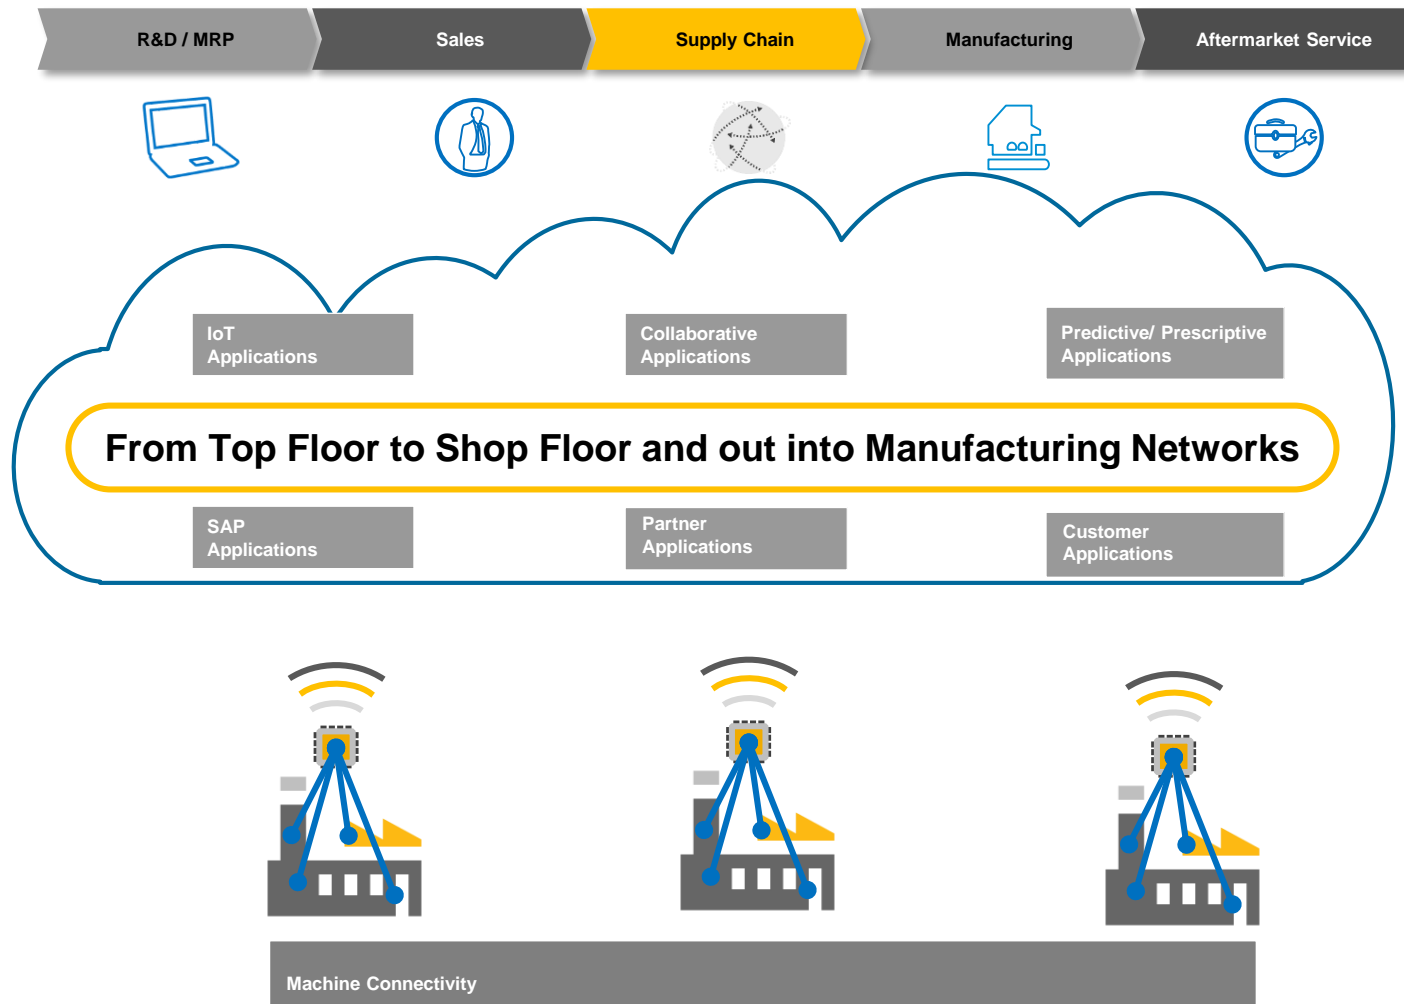 R&D / MRP
Sales
Supply Chain
Manufacturing
Aftermarket Service
IoT
Applications
Collaborative
Applications
Predictive/ Prescriptive
Applications
From Top Floor to Shop Floor and out into Manufacturing Networks
SAP
Applications
Partner
Applications
Customer
Applications
Machine Connectivity